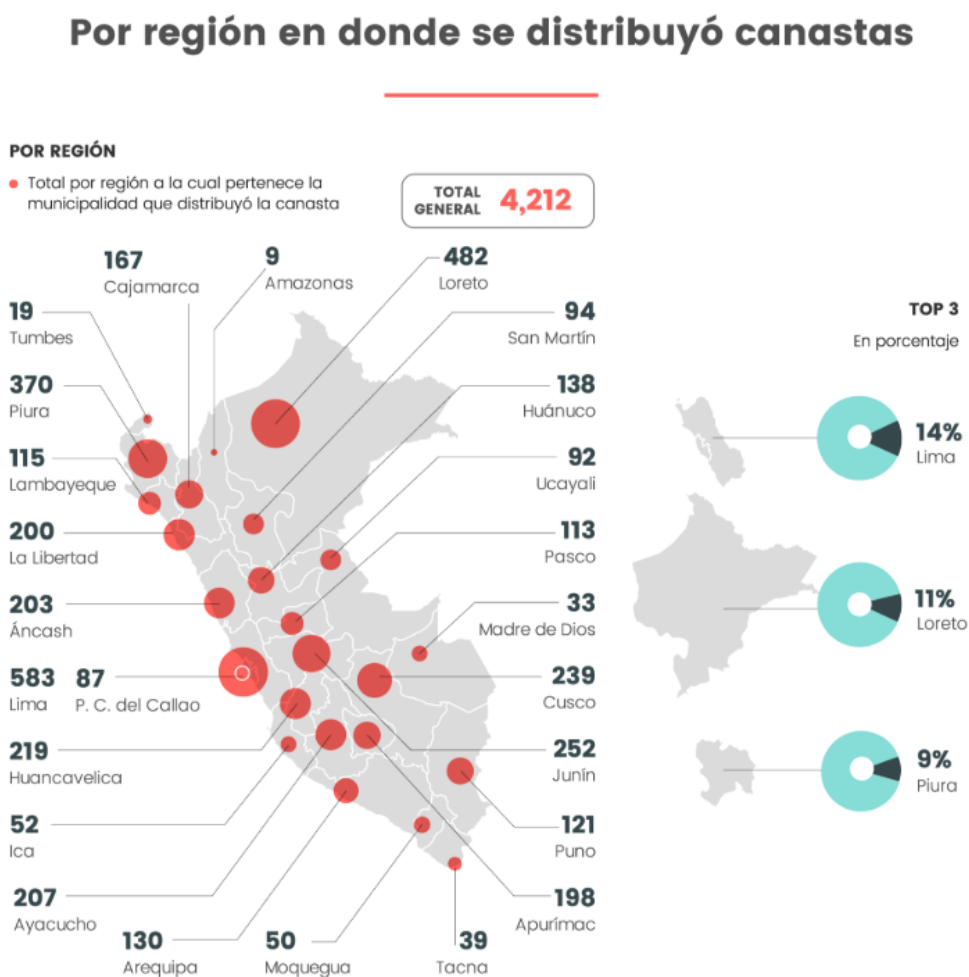 Por región en donde se distribuyó canastas
POR REGIÓN
Total por región a la cual pertenece la
municipalidad que distribuyó la canasta
TOTAL
GENERAL
4,212
167
Cajamarca
9
Amazonas
482
Loreto
19
Tumbes
94
San Martín
370
Piura
138
Huánuco
115
Lambayeque
92
Ucayali
200
La Libertad
113
Pasco
203
Áncash
33
Madre de Dios
583
Lima
87
P. C. del Callao
239
Cusco
219
Huancavelica
252
Junín
52
Ica
121
Puno
207
Ayacucho
198
Apurímac
130
Arequipa
50
Moquegua
39
Tacna
TOP 3
En porcentaje
14%
Lima
11%
Loreto
9%
Piura